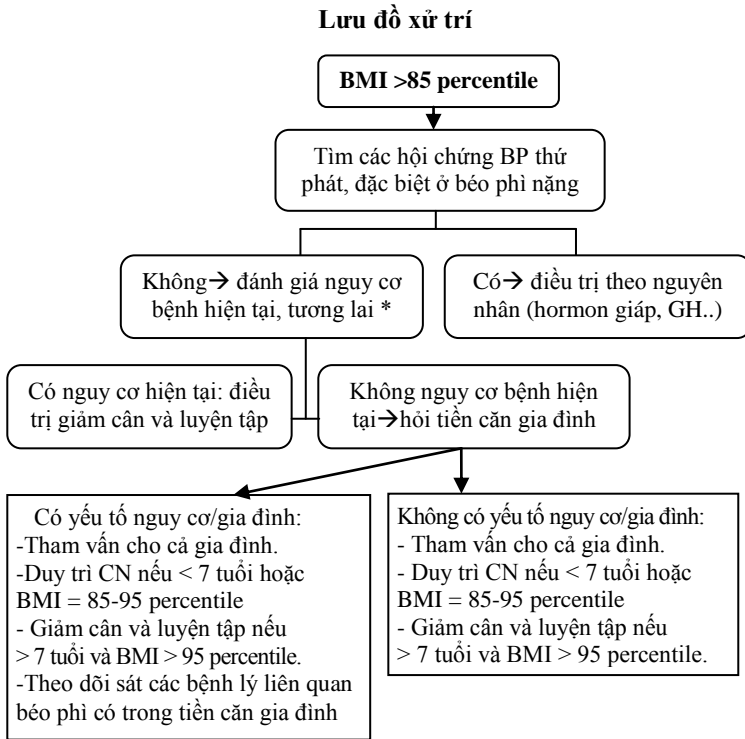 Lưu đồ xử trí
BMI >85 percentile
Tìm các hội chứng BP thứ
phát, đặc biệt ở béo phì nặng
Không→ đánh giá nguy cơ
bệnh hiện tại, tương lai *
Có→ điều trị theo nguyên
nhân (hormon giáp, GH..)
Có nguy cơ hiện tại: điều
trị giảm cân và luyện tập
Không nguy cơ bệnh hiện
tại→hỏi tiền căn gia đình
Có yếu tố nguy cơ/gia đình:
-Tham vấn cho cả gia đình.
-Duy trì CN nếu < 7 tuổi hoặc
BMI = 85-95 percentile
- Giảm cân và luyện tập nếu
> 7 tuổi và BMI > 95 percentile.
-Theo dõi sát các bệnh lý liên quan
béo phì có trong tiền căn gia đình
Không có yếu tố nguy cơ/gia đình:
- Tham vấn cho cả gia đình.
- Duy trì CN nếu < 7 tuổi hoặc
BMI = 85-95 percentile
- Giảm cân và luyện tập nếu
> 7 tuổi và BMI > 95 percentile.